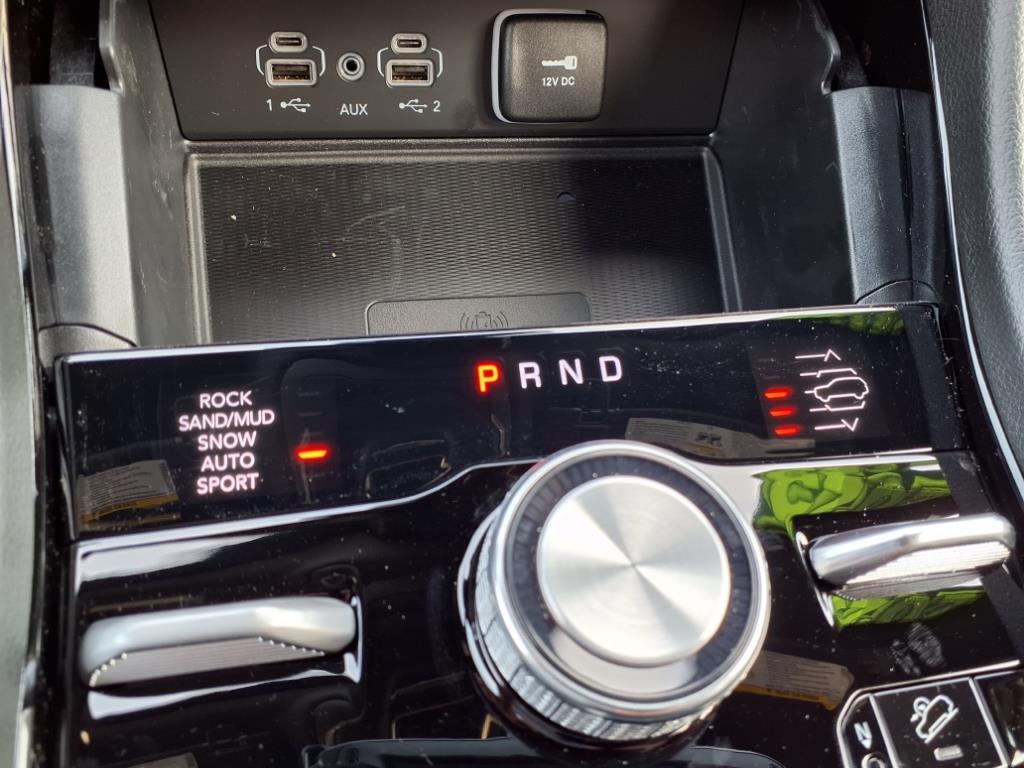 1 AUX 2
12V DC
P R N D
ROCK
SAND/MUD
SNOW
AUTO
SPORT
N